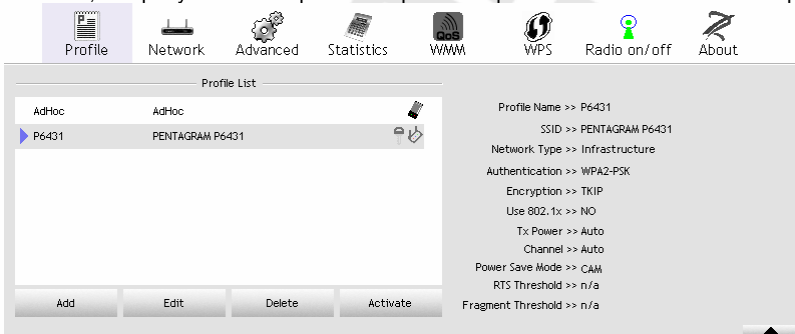 Profile Network Advanced Statistics QoS WMM WPS Radio on/off About
Profile List
AdHoc AdHoc
P6431 PENTAGRAM P6431
Add Edit Delete Activate
Profile Name >> P6431
SSID >> PENTAGRAM P6431
Network Type >> Infrastructure
Authentication >> WPA2-PSK
Encryption >> TKIP
Use 802.1x >> NO
Tx Power >> Auto
Channel >> Auto
Power Save Mode >> CAM
RTS Threshold >> n/a
Fragment Threshold >> n/a